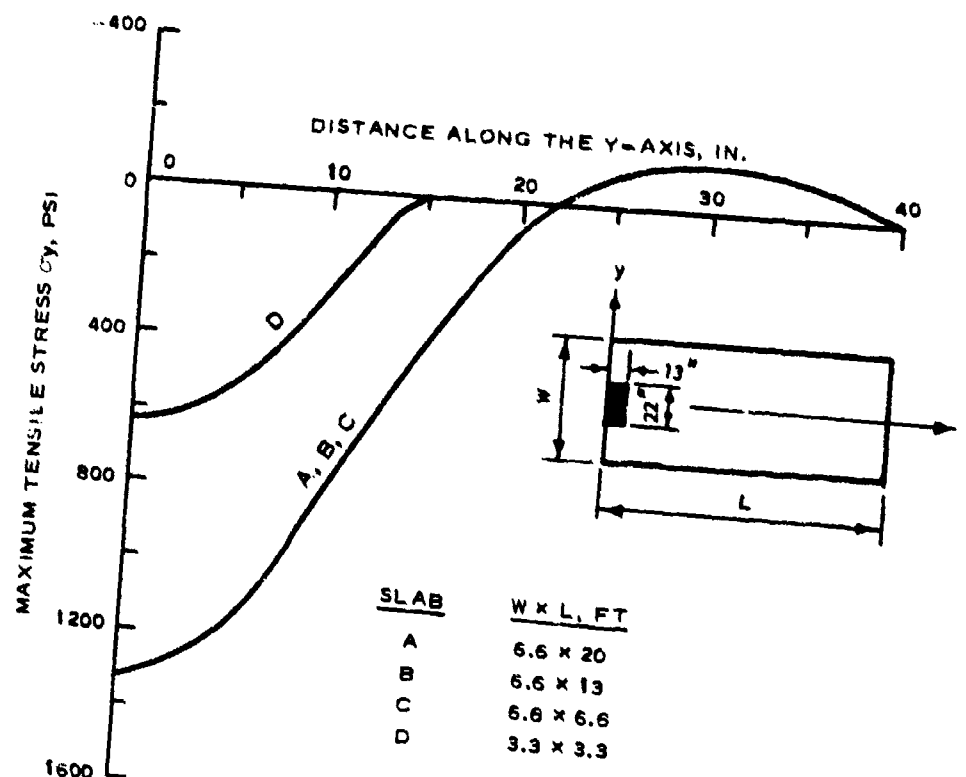 -400
DISTANCE ALONG THE Y-AXIS, IN.
0 0 10 20 30 40
MAXIMUM TENSILE STRESS σy, PSI
400
800
1200
1600
D
A, B, C
y
W
13"
22"
L
SLAB W X L, FT
A 6.6 x 20
B 6.6 x 13
C 6.6 x 6.6
D 3.3 x 3.3